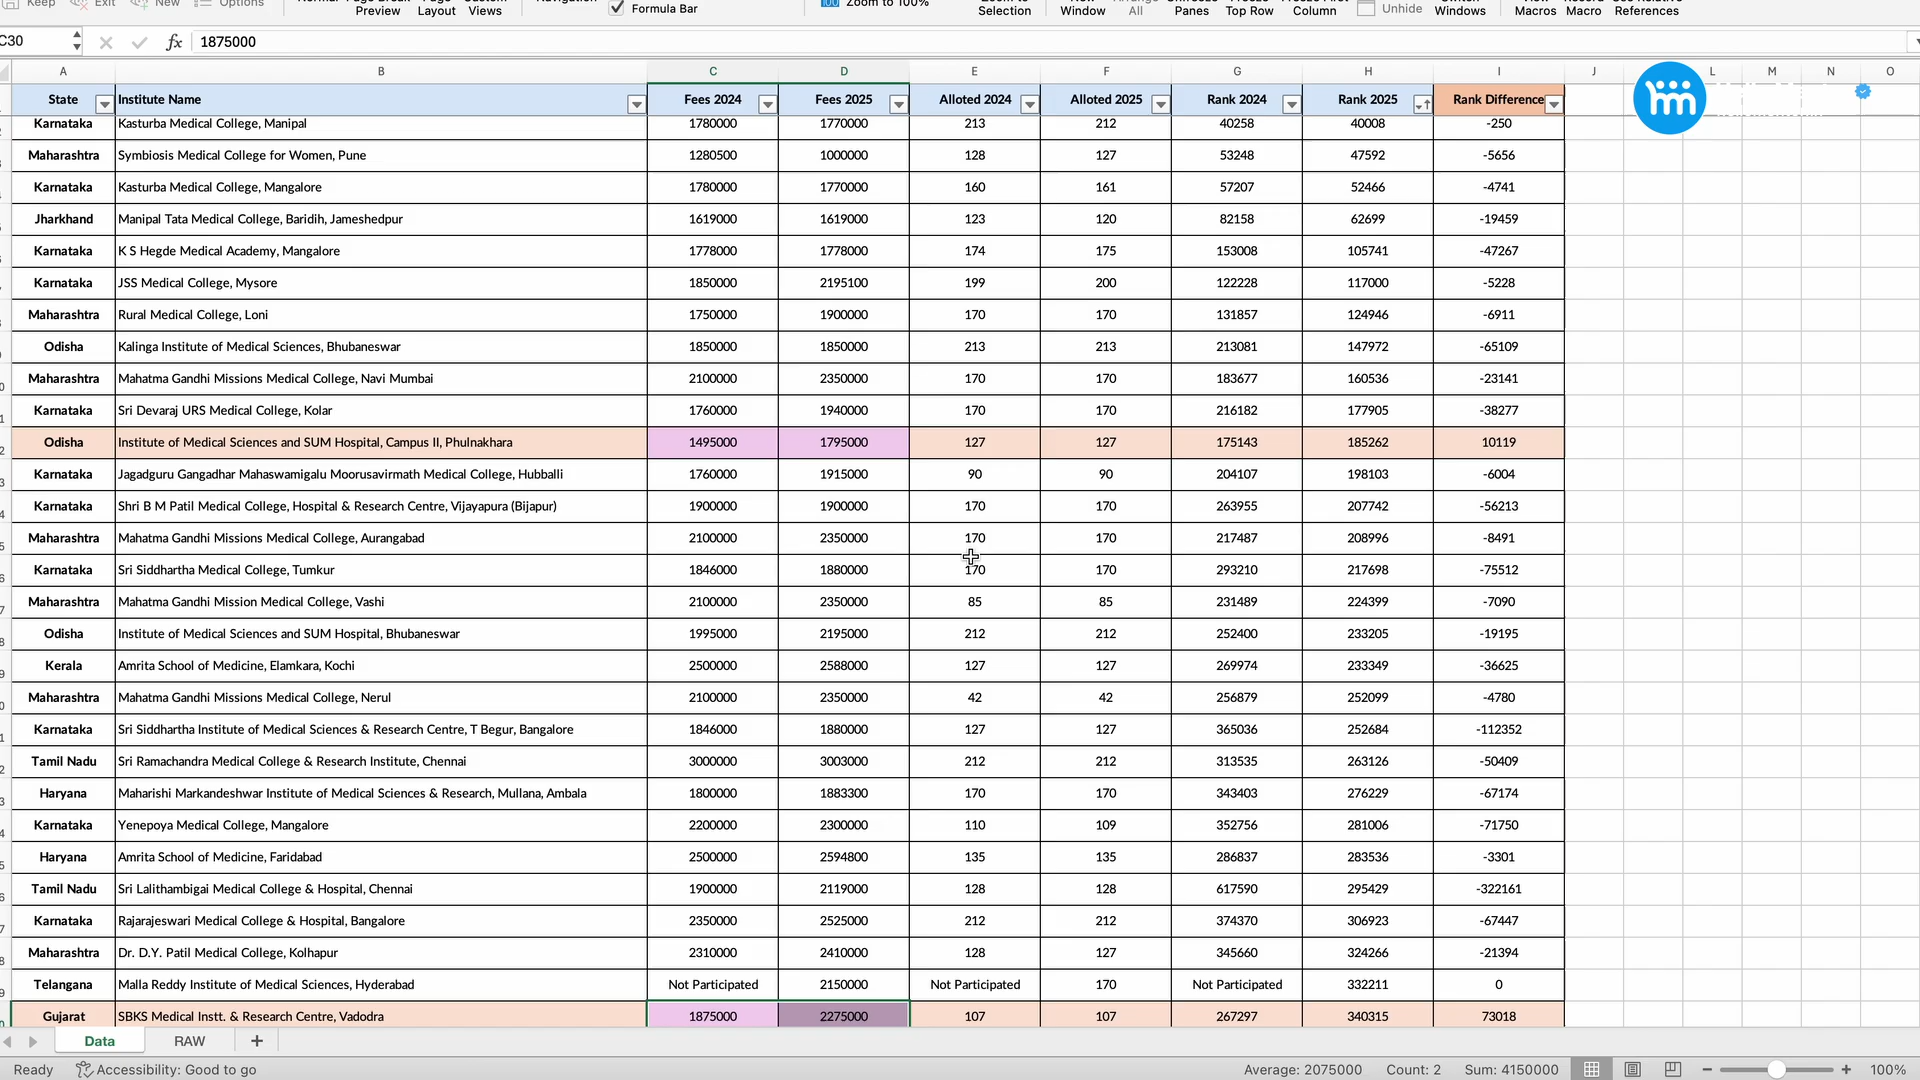 Keep Exit New Options Preview Layout Views Formula Bar Zoom to 100% Selection Window All Panes Top Row Column Unhide Windows Macros Macro References
C30 fx 1875000
A B C D E F G H I J L M N O
State Institute Name Fees 2024 Fees 2025 Alloted 2024 Alloted 2025 Rank 2024 Rank 2025 Rank Difference
Karnataka Kasturba Medical College, Manipal 1780000 1770000 213 212 40258 40008 -250
Maharashtra Symbiosis Medical College for Women, Pune 1280500 1000000 128 127 53248 47592 -5656
Karnataka Kasturba Medical College, Mangalore 1780000 1770000 160 161 57207 52466 -4741
Jharkhand Manipal Tata Medical College, Baridih, Jameshedpur 1619000 1619000 123 120 82158 62699 -19459
Karnataka K S Hegde Medical Academy, Mangalore 1778000 1778000 174 175 153008 105741 -47267
Karnataka JSS Medical College, Mysore 1850000 2195100 199 200 122228 117000 -5228
Maharashtra Rural Medical College, Loni 1750000 1900000 170 170 131857 124946 -6911
Odisha Kalinga Institute of Medical Sciences, Bhubaneswar 1850000 1850000 213 213 213081 147972 -65109
Maharashtra Mahatma Gandhi Missions Medical College, Navi Mumbai 2100000 2350000 170 170 183677 160536 -23141
Karnataka Sri Devaraj URS Medical College, Kolar 1760000 1940000 170 170 216182 177905 -38277
Odisha Institute of Medical Sciences and SUM Hospital, Campus II, Phulnakhara 1495000 1795000 127 127 175143 185262 10119
Karnataka Jagadguru Gangadhar Mahaswamigalu Moorusavirmath Medical College, Hubballi 1760000 1915000 90 90 204107 198103 -6004
Karnataka Shri B M Patil Medical College, Hospital & Research Centre, Vijayapura (Bijapur) 1900000 1900000 170 170 263955 207742 -56213
Maharashtra Mahatma Gandhi Missions Medical College, Aurangabad 2100000 2350000 170 170 217487 208996 -8491
Karnataka Sri Siddhartha Medical College, Tumkur 1846000 1880000 170 170 293210 217698 -75512
Maharashtra Mahatma Gandhi Mission Medical College, Vashi 2100000 2350000 85 85 231489 224399 -7090
Odisha Institute of Medical Sciences and SUM Hospital, Bhubaneswar 1995000 2195000 212 212 252400 233205 -19195
Kerala Amrita School of Medicine, Elamkara, Kochi 2500000 2588000 127 127 269974 233349 -36625
Maharashtra Mahatma Gandhi Missions Medical College, Nerul 2100000 2350000 42 42 256879 252099 -4780
Karnataka Sri Siddhartha Institute of Medical Sciences & Research Centre, T Begur, Bangalore 1846000 1880000 127 127 365036 252684 -112352
Tamil Nadu Sri Ramachandra Medical College & Research Institute, Chennai 3000000 3003000 212 212 313535 263126 -50409
Haryana Maharishi Markandeshwar Institute of Medical Sciences & Research, Mullana, Ambala 1800000 1883300 170 170 343403 276229 -67174
Karnataka Yenepoya Medical College, Mangalore 2200000 2300000 110 109 352756 281006 -71750
Haryana Amrita School of Medicine, Faridabad 2500000 2594800 135 135 286837 283536 -3301
Tamil Nadu Sri Lalithambigai Medical College & Hospital, Chennai 1900000 2119000 128 128 617590 295429 -322161
Karnataka Rajarajeswari Medical College & Hospital, Bangalore 2350000 2525000 212 212 374370 306923 -67447
Maharashtra Dr. D.Y. Patil Medical College, Kolhapur 2310000 2410000 128 127 345660 324266 -21394
Telangana Malla Reddy Institute of Medical Sciences, Hyderabad Not Participated 2150000 Not Participated 170 Not Participated 332211 0
Gujarat SBKS Medical Instt. & Research Centre, Vadodra 1875000 2275000 107 107 267297 340315 73018
Data RAW +
Ready Accessibility: Good to go Average: 2075000 Count: 2 Sum: 4150000 100%